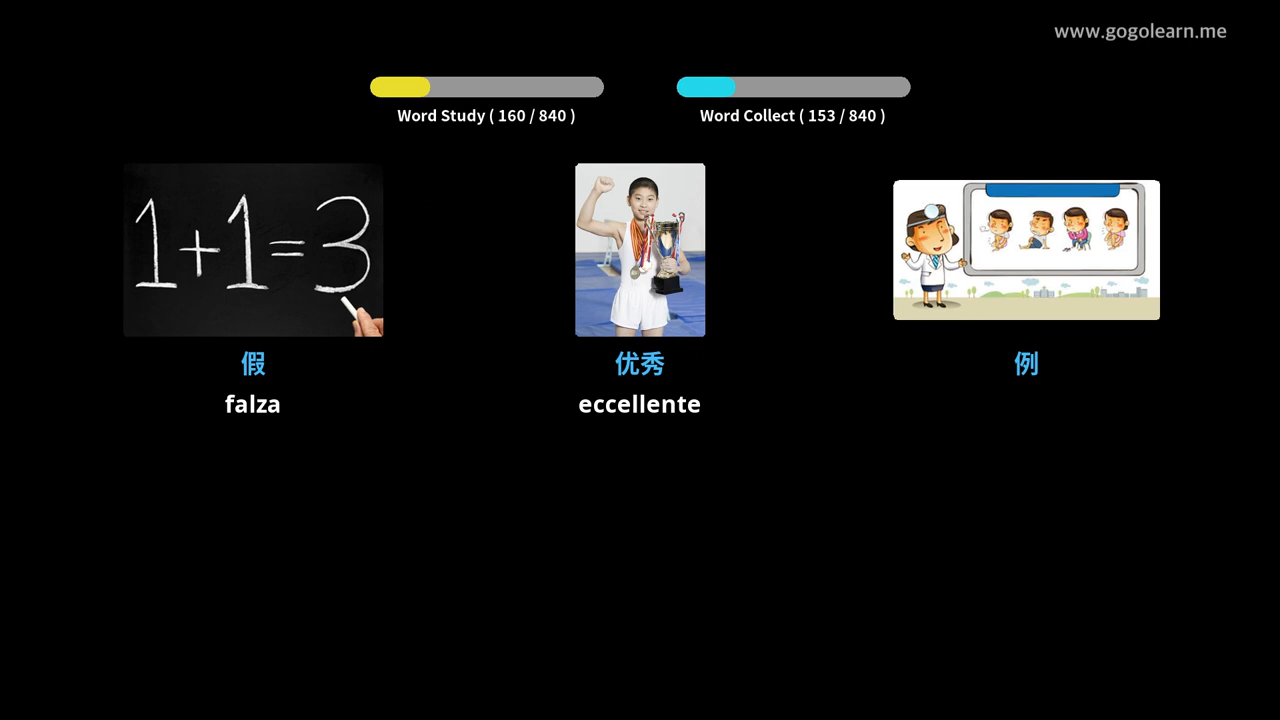 www.gogolearn.me
Word Study ( 160 / 840 )
Word Collect ( 153 / 840 )
1+1=3
假
优秀
例
falza
eccellente